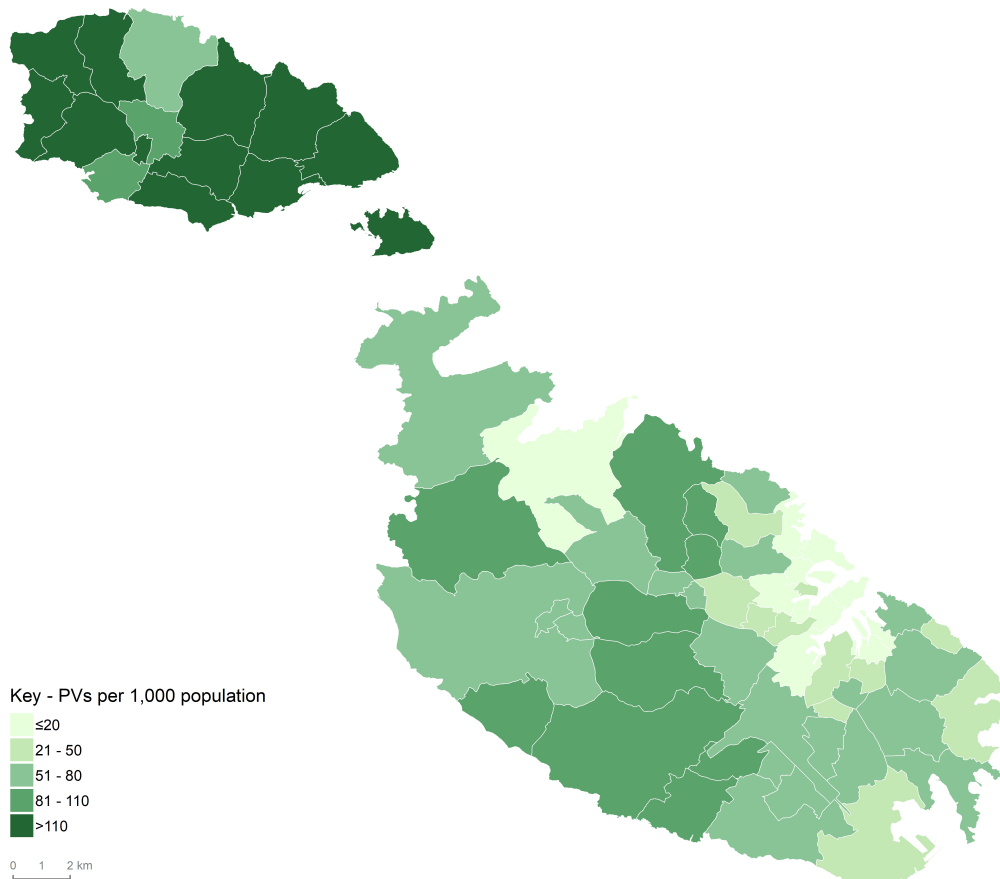 Key - PVs per 1,000 population
≤20
21 - 50
51 - 80
81 - 110
>110
0 1 2 km